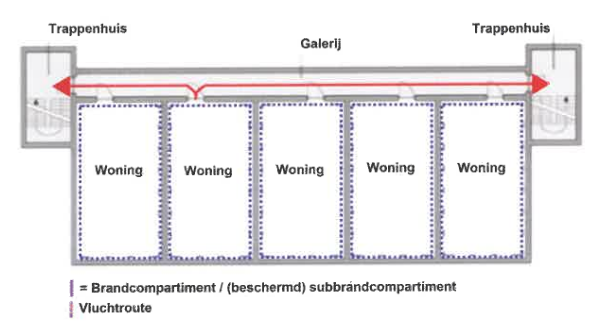 Trappenhuis Trappenhuis
Galerij
Woning Woning Woning Woning Woning
= Brandcompartiment / (beschermd) subbrandcompartiment
Vluchtroute